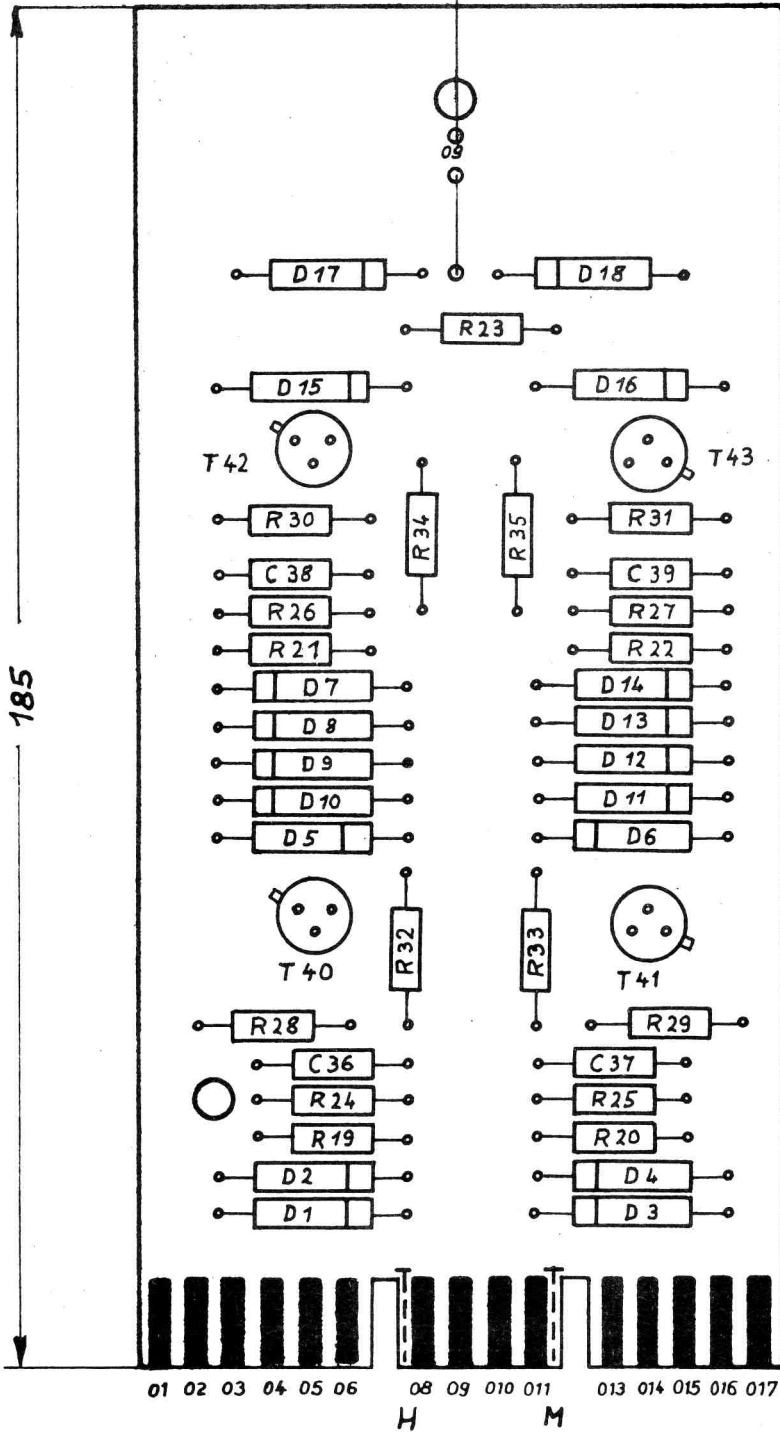 09
D17 D18
R23
D15 D16
T42 T43
R30 R34 R35 R31
C38 C39
R26 R27
R21 R22
D7 D14
D8 D13
D9 D12
D10 D11
D5 D6
185
R32 R33
T40 T41
R28 R29
C36 C37
R24 R25
R19 R20
D2 D4
D1 D3
01 02 03 04 05 06 08 09 010 011 013 014 015 016 017
H M